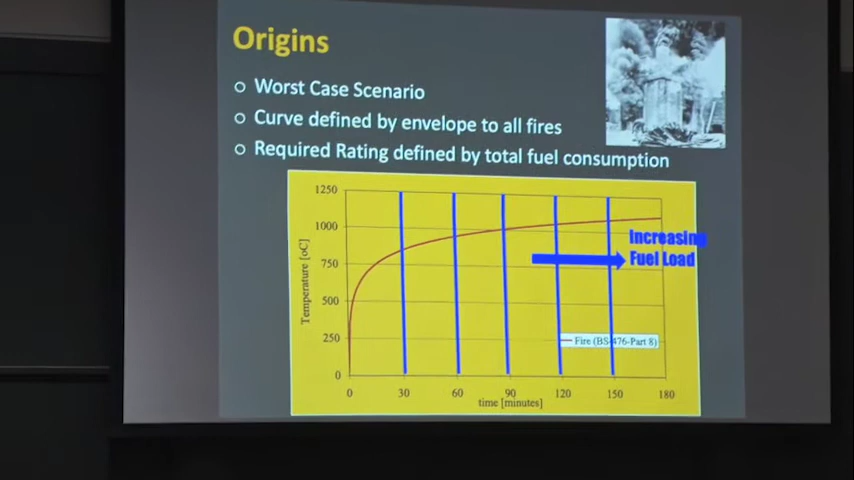 Origins
Worst Case Scenario
Curve defined by envelope to all fires
Required Rating defined by total fuel consumption
1250
1000
750
500
250
0
Temperature [oC]
Increasing
Fuel Load
Fire (BS-476-Part 8)
0 30 60 90 120 150 180
time [minutes]